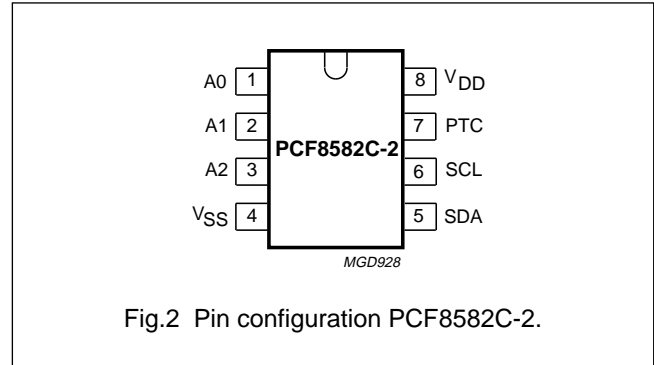 A0 1 8 VDD
A1 2 7 PTC
PCF8582C-2
A2 3 6 SCL
VSS 4 5 SDA
MGD928
Fig.2 Pin configuration PCF8582C-2.